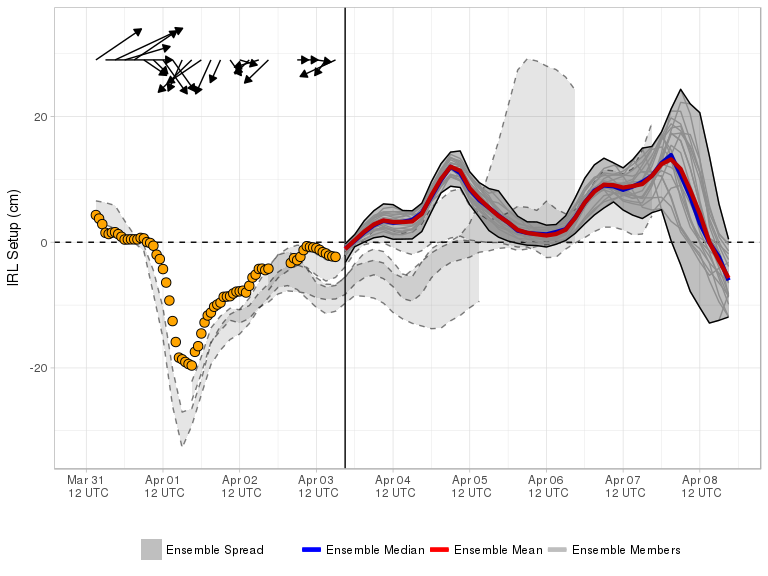 IRL Setup (cm)
20
0
-20
Mar 31 Apr 01 Apr 02 Apr 03 Apr 04 Apr 05 Apr 06 Apr 07 Apr 08
12 UTC 12 UTC 12 UTC 12 UTC 12 UTC 12 UTC 12 UTC 12 UTC 12 UTC
Ensemble Spread Ensemble Median Ensemble Mean Ensemble Members